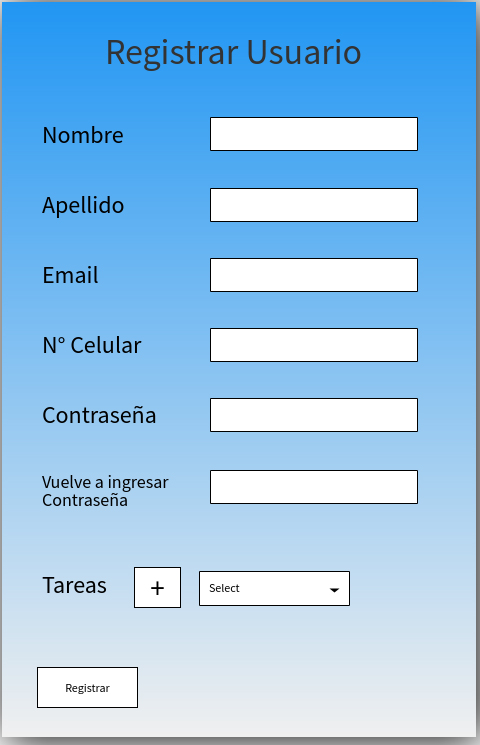 Registrar Usuario
Nombre
Apellido
Email
N° Celular
Contraseña
Vuelve a ingresar
Contraseña
Tareas + Select
Registrar